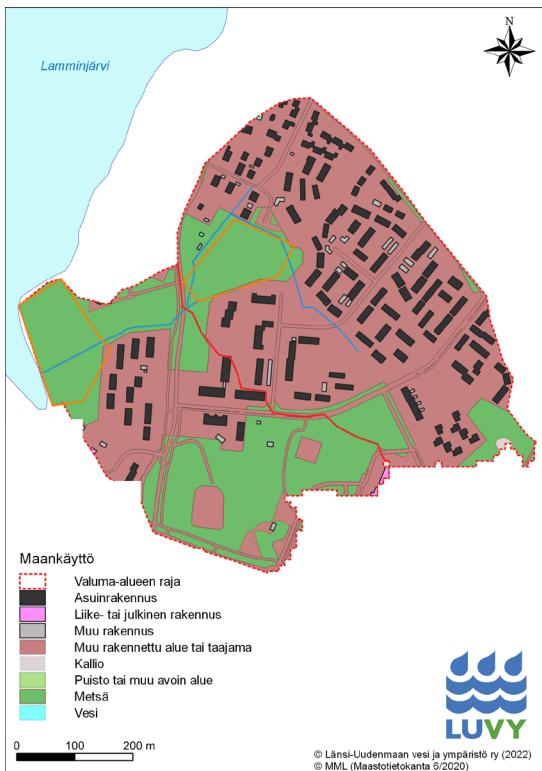 N
Lamminjärvi
Maankäyttö
Valuma-alueen raja
Asuinrakennus
Liike- tai julkinen rakennus
Muu rakennus
Muu rakennettu alue tai taajama
Kallio
Puisto tai muu avoin alue
Metsä
Vesi
0 100 200 m
LUVY
© Länsi-Uudenmaan vesi ja ympäristö ry (2022)
© MML (Maastotietokanta 6/2020)